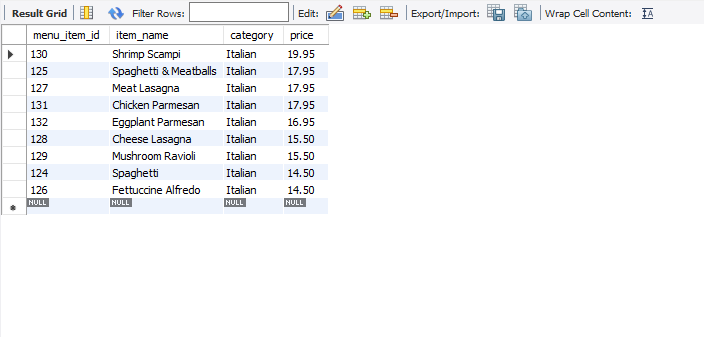 Result Grid Filter Rows: Edit: Export/Import: Wrap Cell Content:
menu_item_id item_name category price
130 Shrimp Scampi Italian 19.95
125 Spaghetti & Meatballs Italian 17.95
127 Meat Lasagna Italian 17.95
131 Chicken Parmesan Italian 17.95
132 Eggplant Parmesan Italian 16.95
128 Cheese Lasagna Italian 15.50
129 Mushroom Ravioli Italian 15.50
124 Spaghetti Italian 14.50
126 Fettuccine Alfredo Italian 14.50
NULL NULL NULL NULL